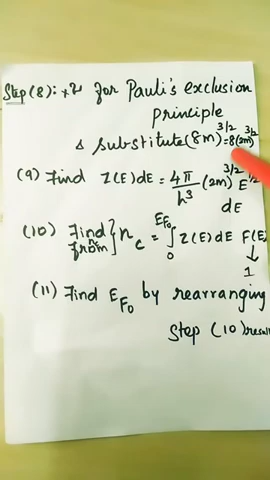 Step (8): ×2 for Pauli's exclusion
principle
& substitute (8m)^3/2 = 8(2m)^3/2
(9) Find Z(E)dE = 4π/h³ (2m)^3/2 E^1/2
dE
(10) Find from } n_c = ∫₀^E_F₀ Z(E)dE F(E)
↓
1
(11) Find E_F₀ by rearranging
Step (10) result